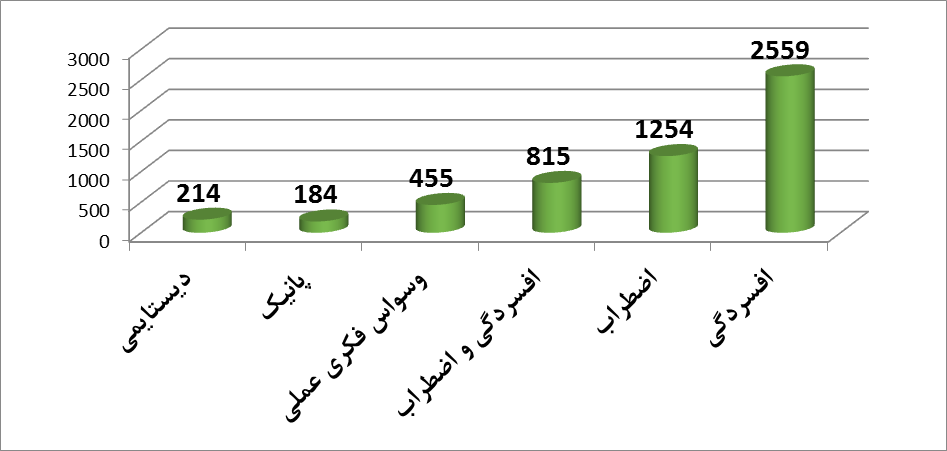 3000
2500
2000
1500
1000
500
0
214
184
455
815
1254
2559
دیستایمی
پانیک
وسواس فکری عملی
افسردگی و اضطراب
اضطراب
افسردگی